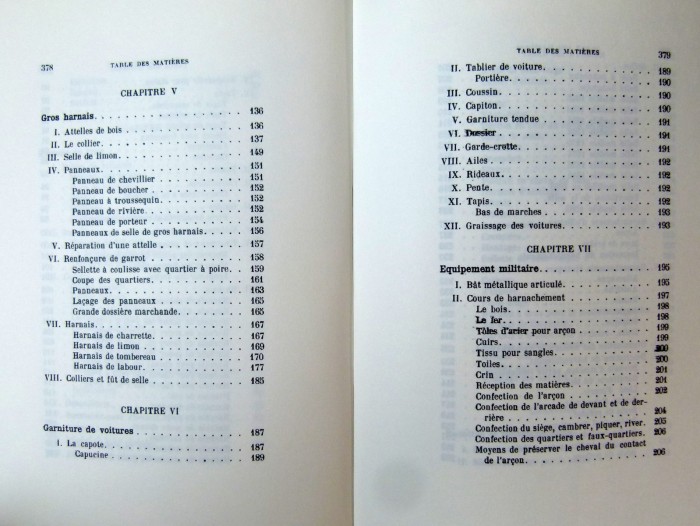 378 TABLE DES MATIÈRES
CHAPITRE V
Gros harnais. 136
I. Attelles de bois 136
II. Le collier. 137
III. Selle de limon. 149
IV. Panneaux. 151
Panneau de chevillier 151
Panneau de boucher 152
Panneau à troussequin. 152
Panneau de rivière. 152
Panneau de porteur 154
Panneaux de selle de gros harnais. 156
V. Réparation d'une attelle 157
VI. Renfonçure de garrot 158
Sellette à coulisse avec quartier à poire. 159
Coupe des quartiers. 161
Panneaux. 163
Laçage des panneaux 165
Grande dossière marchande. 165
VII. Harnais. 167
Harnais de charrette. 167
Harnais de limon 169
Harnais de tombereau 170
Harnais de labour. 177
VIII. Colliers et fût de selle 185
CHAPITRE VI
Garniture de voitures 187
I. La capote. 187
Capucine 189
TABLE DES MATIÈRES 379
II. Tablier de voiture. 189
Portière. 190
III. Coussin. 190
IV. Capiton. 190
V. Garniture tendue 191
VI. Dossier 191
VII. Garde-crotte. 191
VIII. Ailes 192
IX. Rideaux. 192
X. Pente. 192
XI. Tapis. 192
Bas de marches 193
XII. Graissage des voitures. 193
CHAPITRE VII
Equipement militaire. 195
I. Bât métallique articulé. 195
II. Cours de harnachement 197
Le bois. 198
Le fer. 198
Tôles d'acier pour arçon 199
Cuirs. 199
Tissu pour sangles. 200
Toiles. 200
Crin 201
Réception des matières. 201
Confection de l'arçon. 202
Confection de l'arcade de devant et de der-
rière 204
Confection du siège, cambrer, piquer, river. 205
Confection des quartiers et faux-quartiers. 206
Moyens de préserver le cheval du contact
de l'arçon. 206